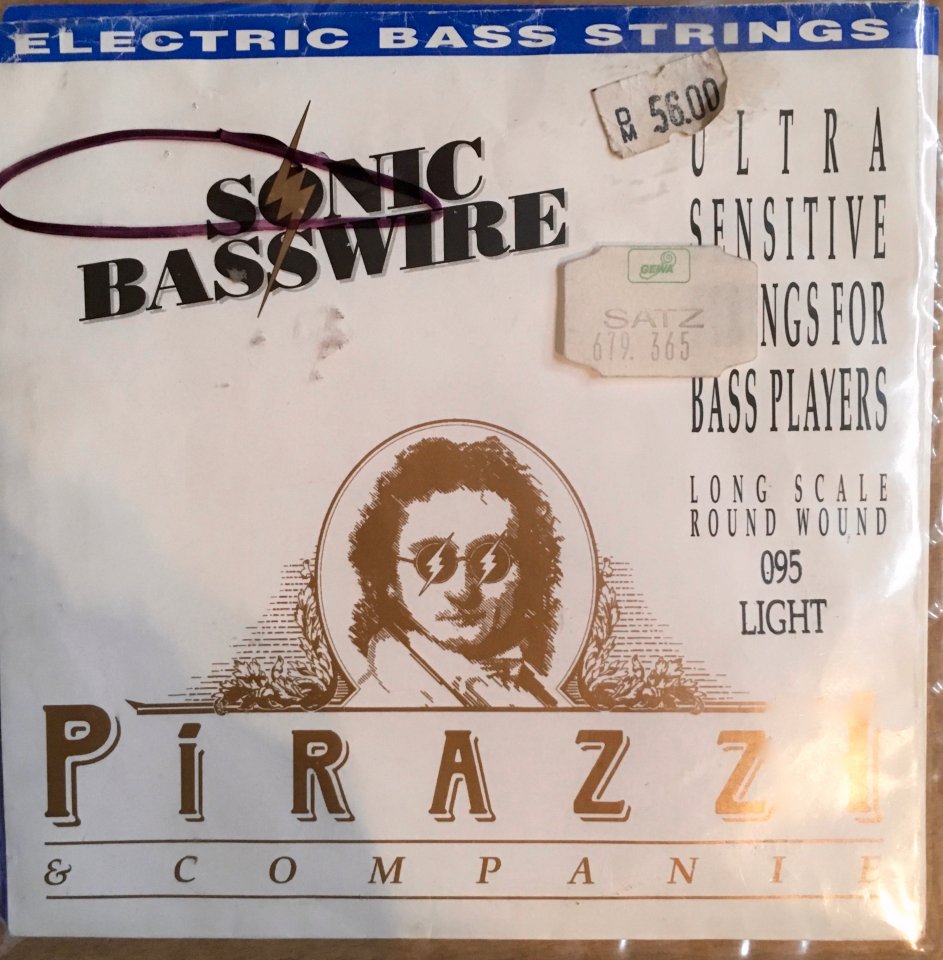 ELECTRIC BASS STRINGS
DM 56.00
SONIC
BASSWIRE
ULTRA
SENSITIVE
NGS FOR
BASS PLAYERS
GEWA
SATZ
679. 365
LONG SCALE
ROUND WOUND
095
LIGHT
PiRAZZI
& COMPANIE